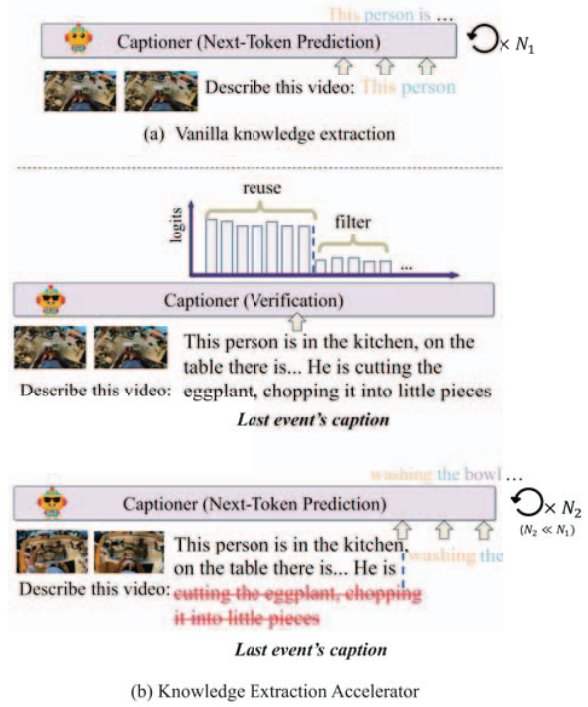 This person is ...
Captioner (Next-Token Prediction)
× N₁
Describe this video: This person
(a) Vanilla knowledge extraction
reuse
filter
logits
...
Captioner (Verification)
This person is in the kitchen, on the
table there is... He is cutting the
Describe this video: eggplant, chopping it into little pieces
Last event's caption
washing the bowl ...
Captioner (Next-Token Prediction)
× N₂
(N₂ ≪ N₁)
This person is in the kitchen,
washing the
on the table there is... He is
Describe this video: cutting the eggplant, chopping
it into little pieces
Last event's caption
(b) Knowledge Extraction Accelerator